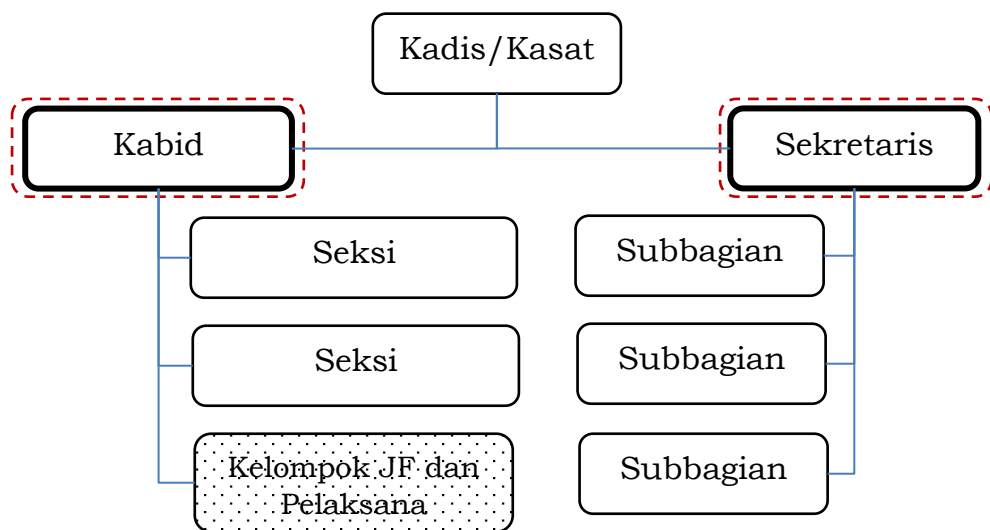 Kadis/Kasat
Kabid
Sekretaris
Seksi
Subbagian
Seksi
Subbagian
Kelompok JF dan
Pelaksana
Subbagian